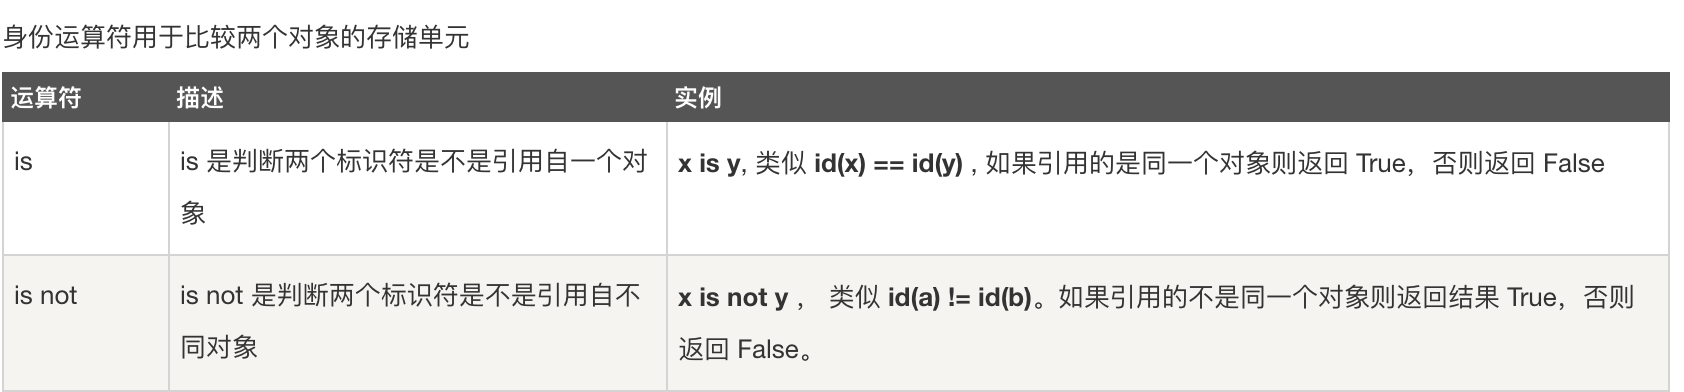 身份运算符用于比较两个对象的存储单元
运算符 描述 实例
is is 是判断两个标识符是不是引用自一个对 x is y, 类似 id(x) == id(y) , 如果引用的是同一个对象则返回 True，否则返回 False
象
is not is not 是判断两个标识符是不是引用自不 x is not y ， 类似 id(a) != id(b)。如果引用的不是同一个对象则返回结果 True，否则
同对象 返回 False。